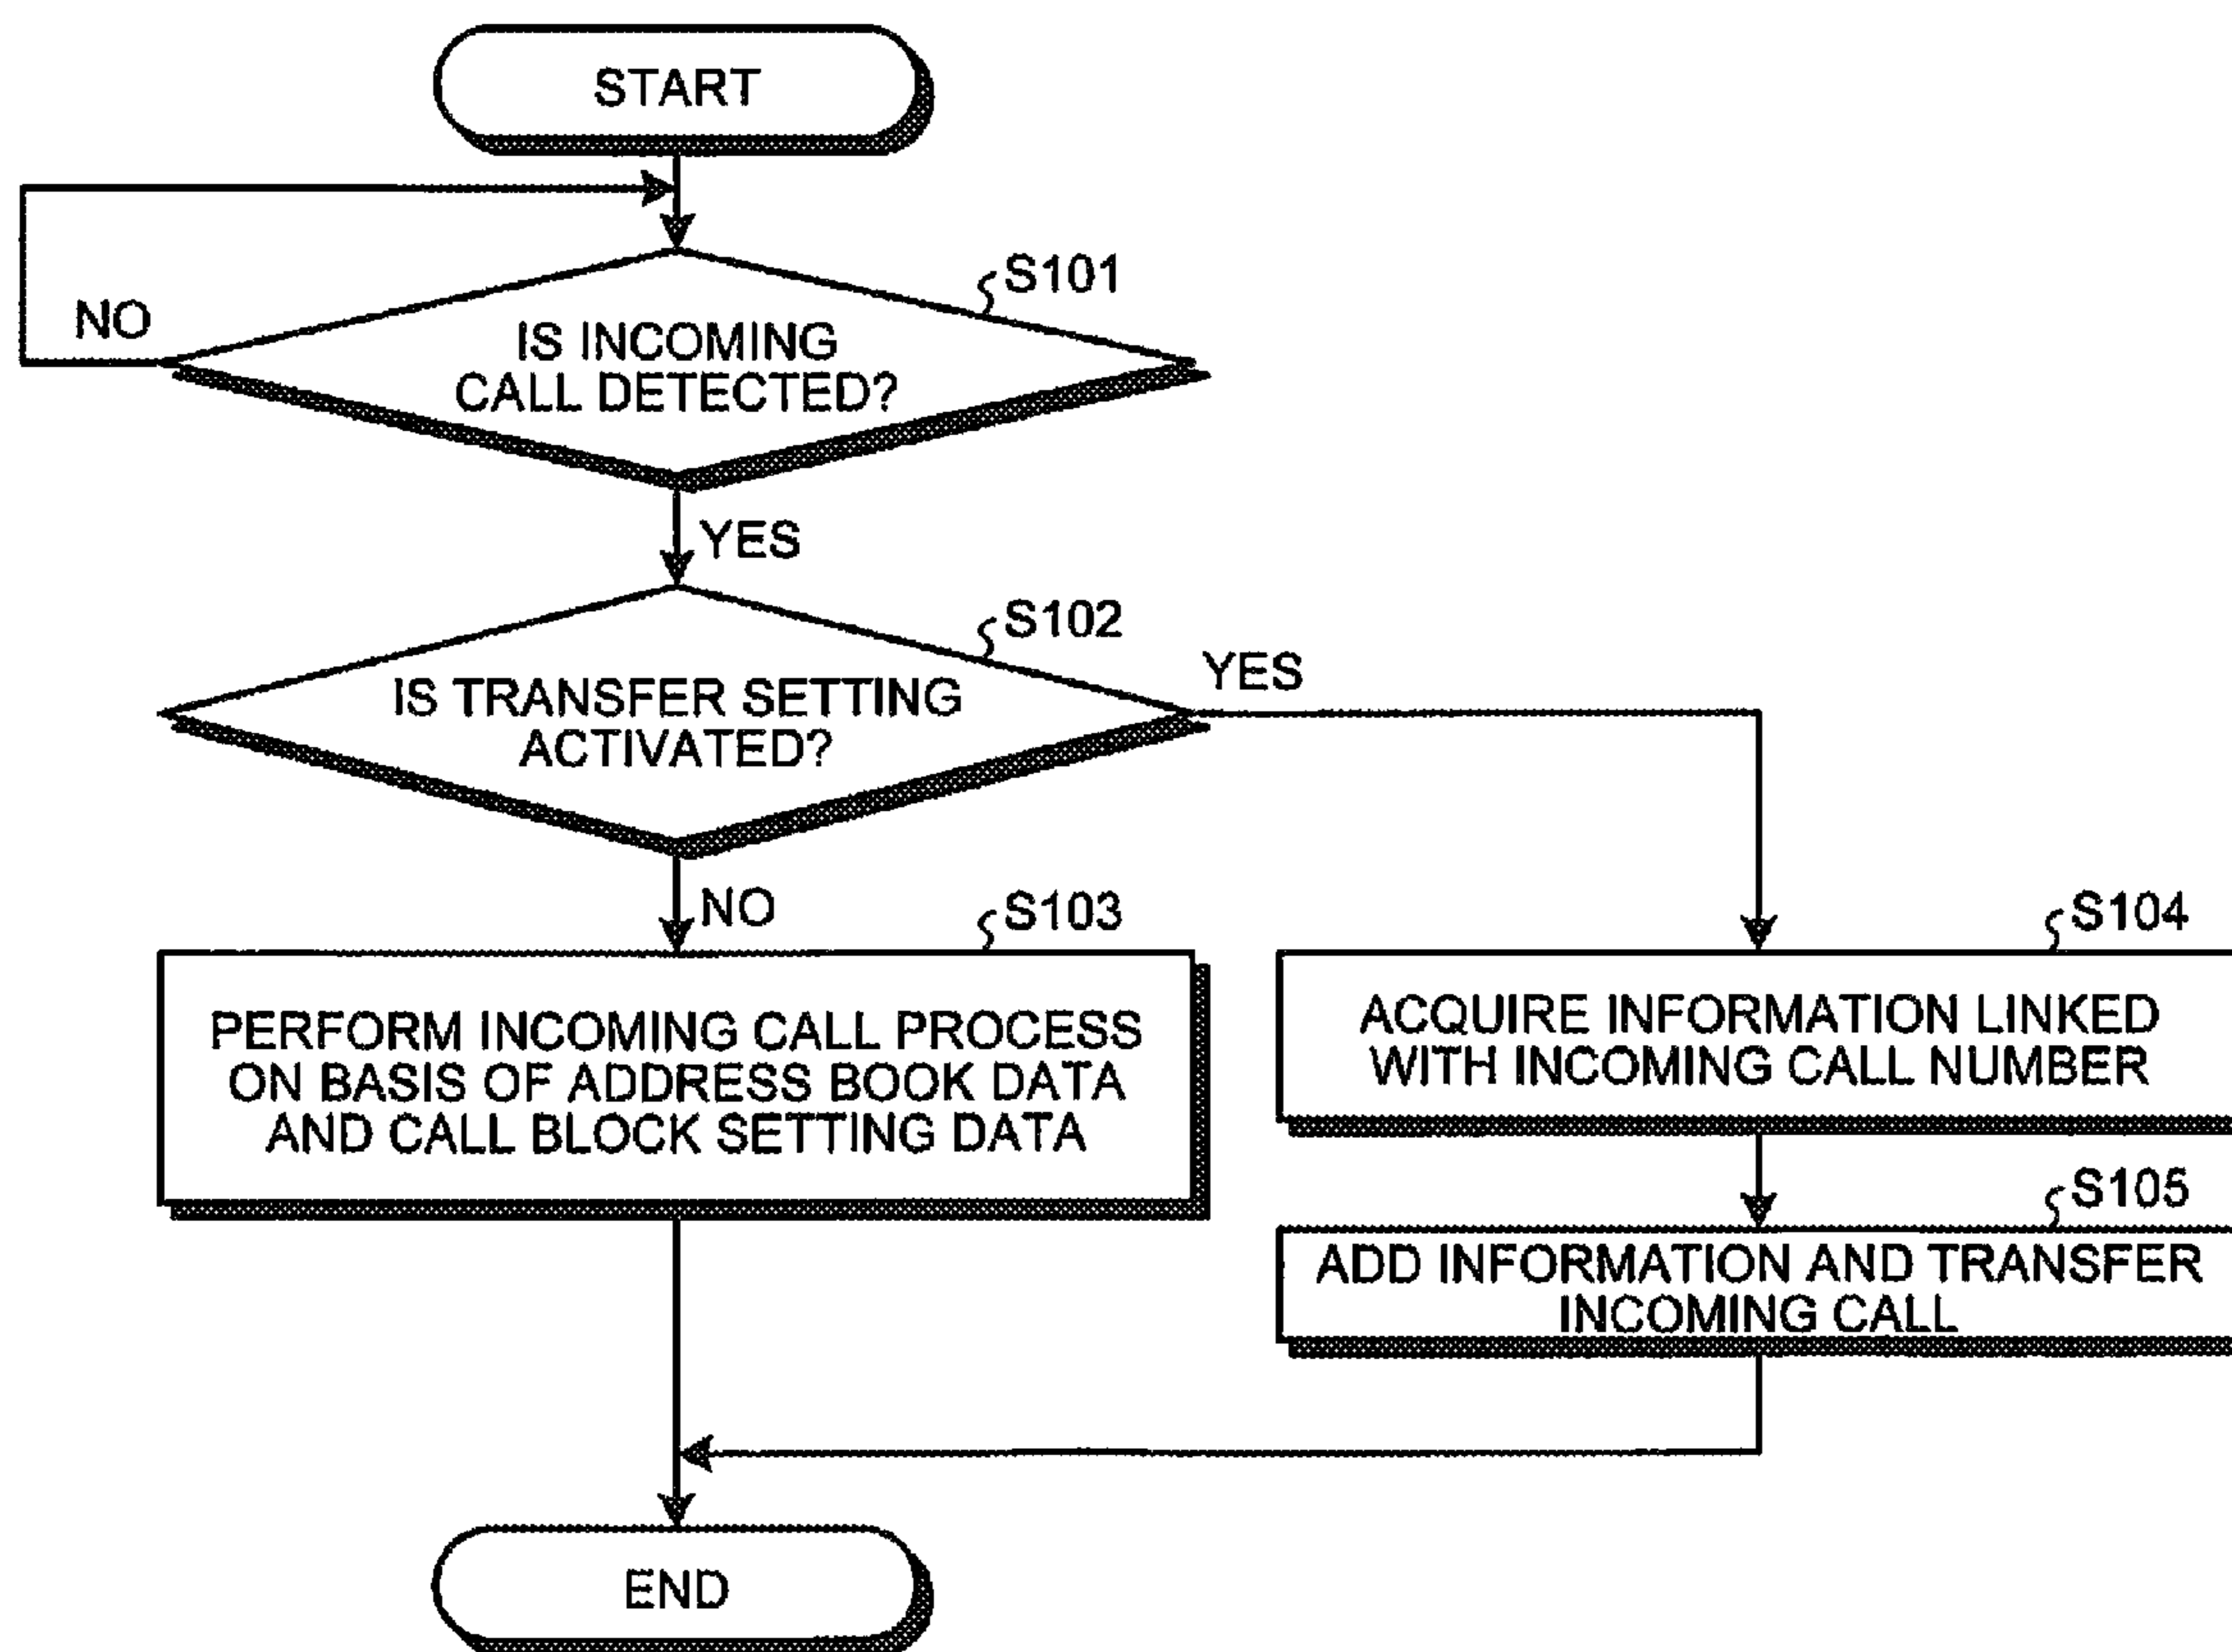 START
S101
NO
IS INCOMING
CALL DETECTED?
YES
S102
YES
IS TRANSFER SETTING
ACTIVATED?
NO
S103
S104
PERFORM INCOMING CALL PROCESS
ON BASIS OF ADDRESS BOOK DATA
AND CALL BLOCK SETTING DATA
ACQUIRE INFORMATION LINKED
WITH INCOMING CALL NUMBER
S105
ADD INFORMATION AND TRANSFER
INCOMING CALL
END